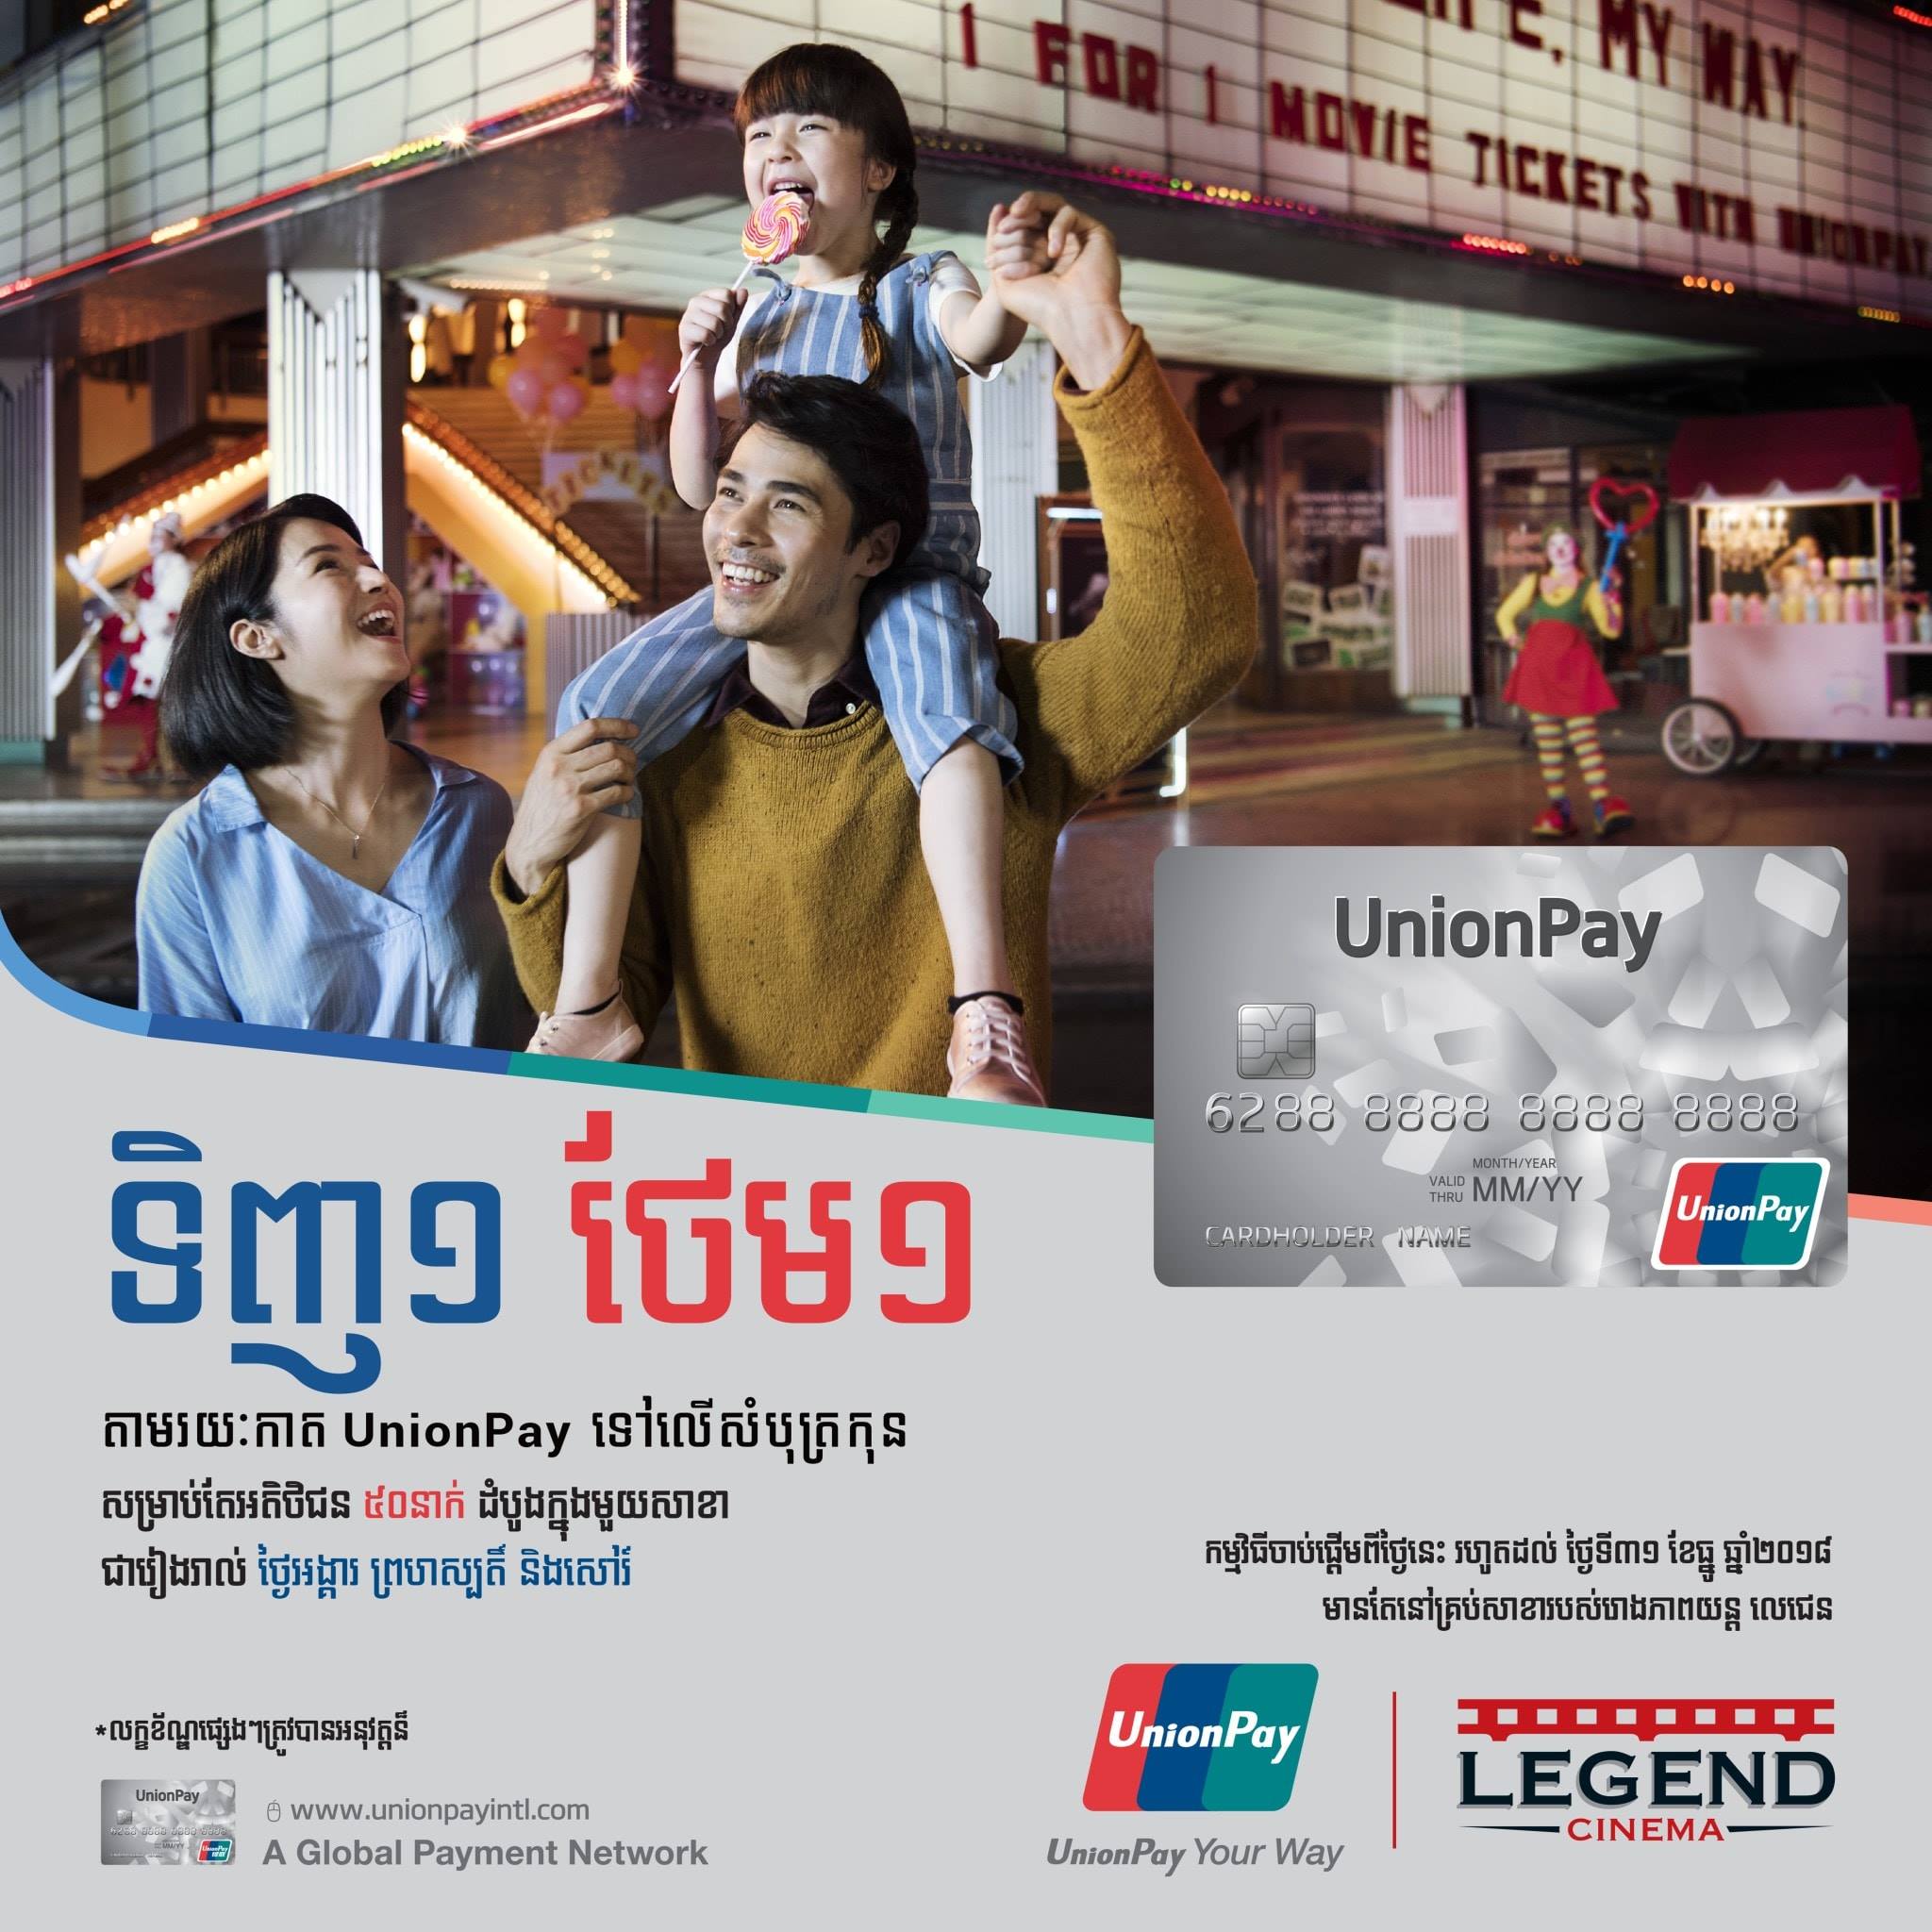 MY WAY.
1 FOR 1 MOVIE TICKETS WITH UNIONPAY
TICKETS
UnionPay
6288 8888 8888 8888
MONTH/YEAR
VALID THRU MM/YY
CARDHOLDER NAME
UnionPay
ទិញ១ ថែម១
តាមរយៈកាត UnionPay ទៅលើសំបុត្រកុន
សម្រាប់តែអតិថិជន ៥០នាក់ ដំបូងក្នុងមួយសាខា
ជារៀងរាល់ ថ្ងៃអង្គារ ព្រហាស្បតិ៍ និងសៅរ៍
កម្មវិធីចាប់ផ្តើមពីថ្ងៃនេះ រហូតដល់ ថ្ងៃទី៣១ ខែធ្នូ ឆ្នាំ២០១៨
មានតែនៅគ្រប់សាខារបស់រោងភាពយន្ត លេជេន
*លក្ខខ័ណ្ឌផ្សេងៗត្រូវបានអនុវត្តន៏
UnionPay
6288 8888 8888 8888
www.unionpayintl.com
A Global Payment Network
UnionPay
UnionPay Your Way
LEGEND
CINEMA